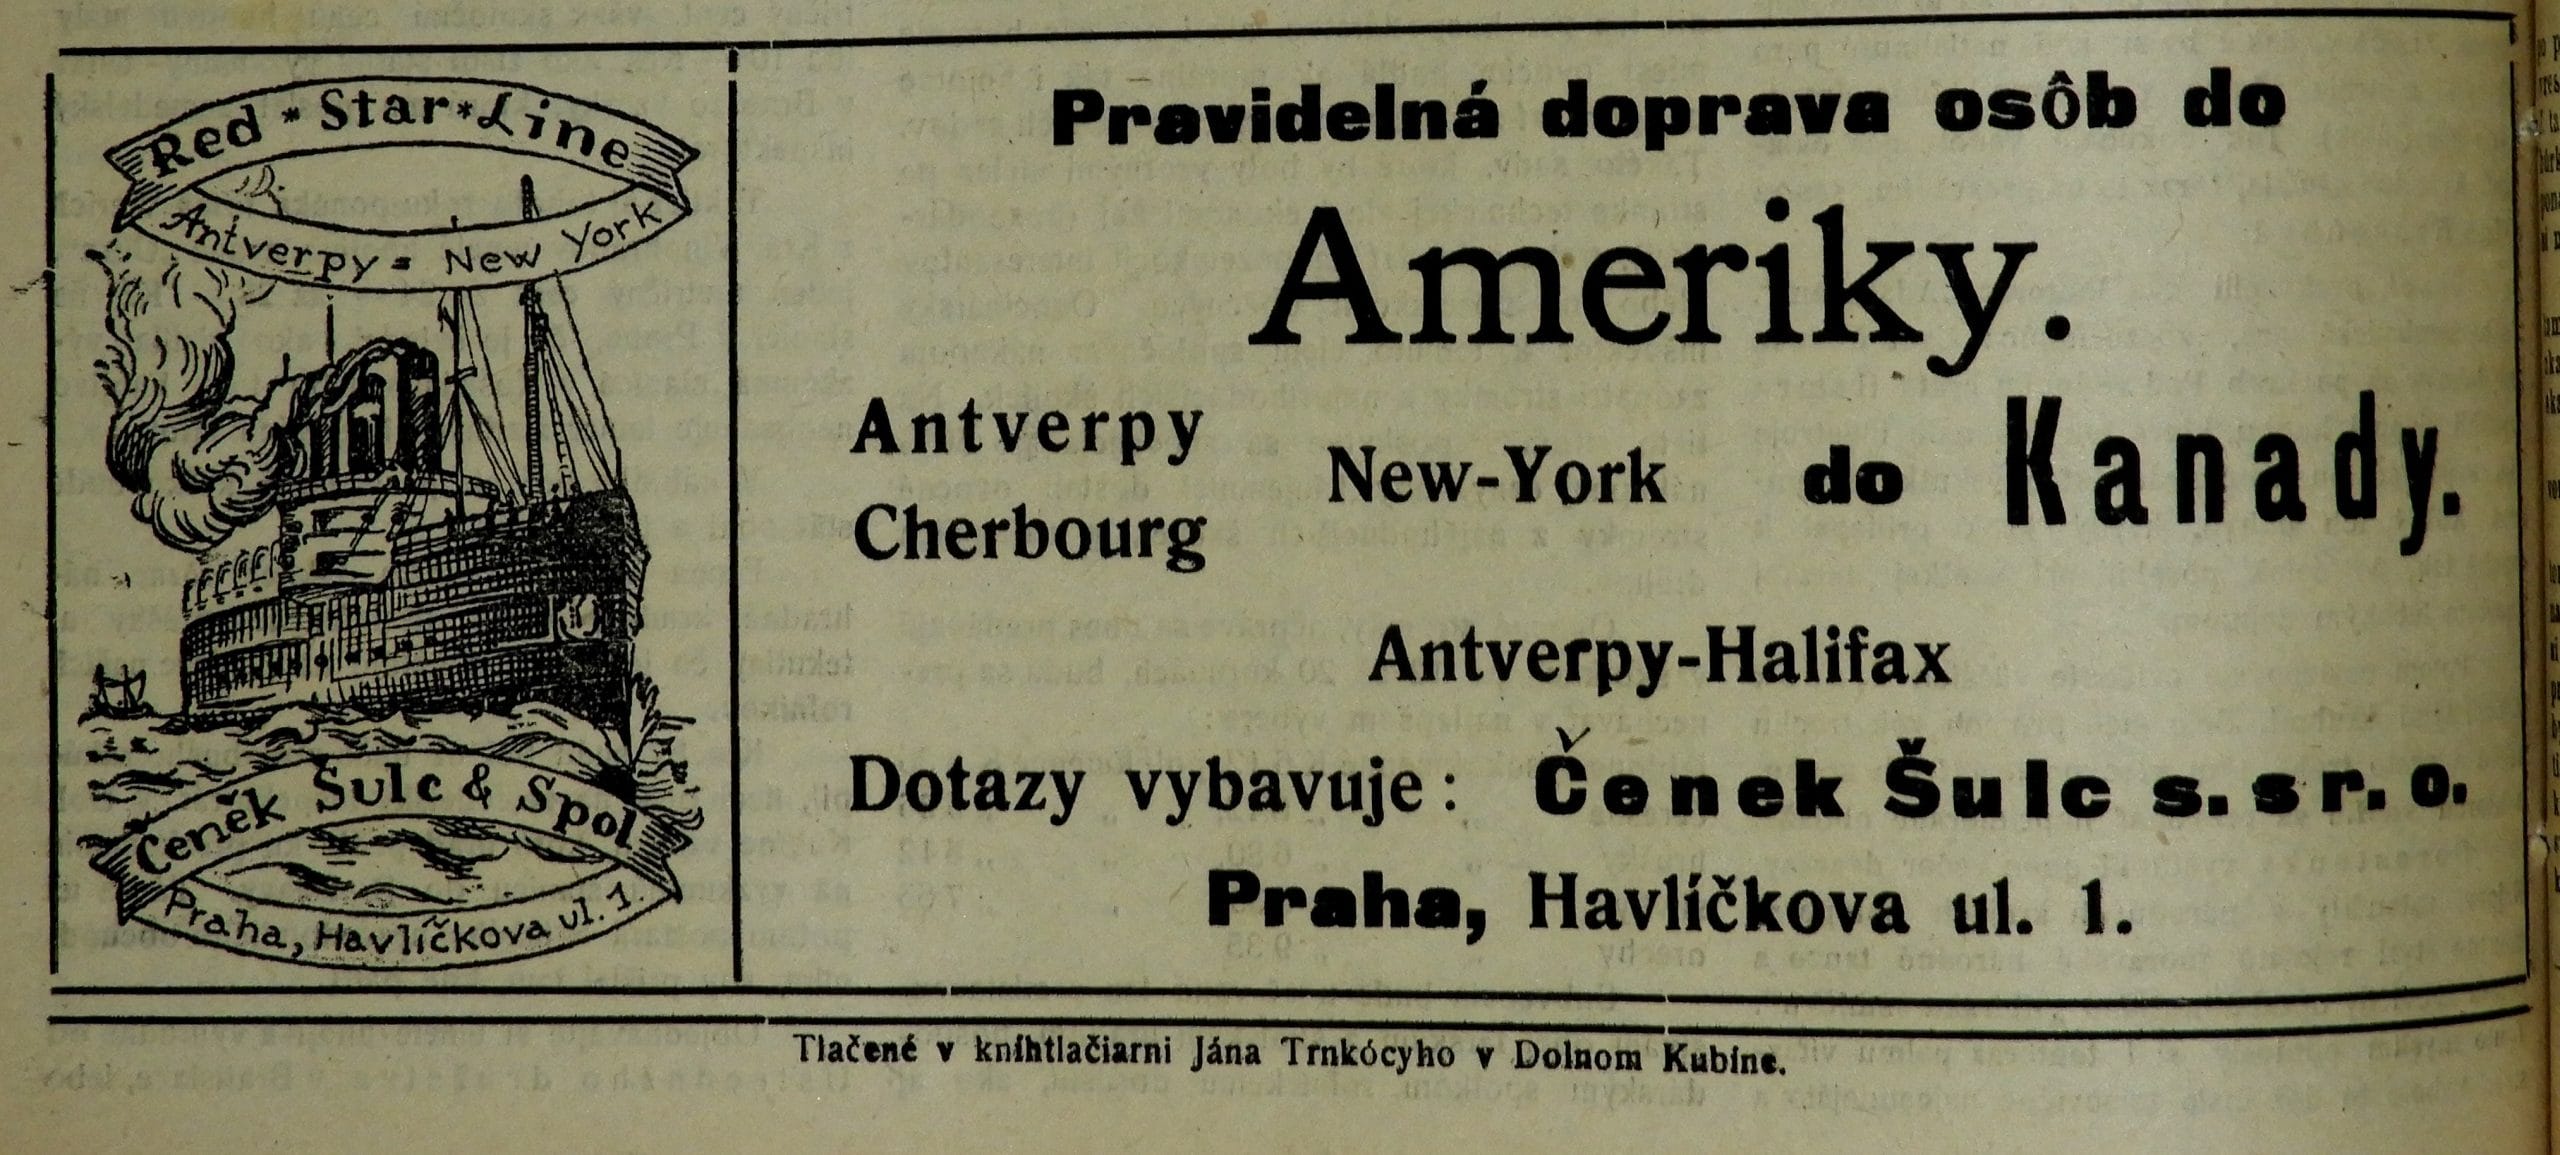 Red * Star * Line
Antverpy = New York
Čeněk Šulc & Spol
Praha, Havlíčkova ul. 1.
Pravidelná doprava osôb do
Ameriky.
Antverpy
Cherbourg
New-York do Kanady.
Antverpy-Halifax
Dotazy vybavuje: Čenek Šulc s. s r. o.
Praha, Havlíčkova ul. 1.
Tlačené v kníhtlačiarni Jána Trnkócyho v Dolnom Kubíne.